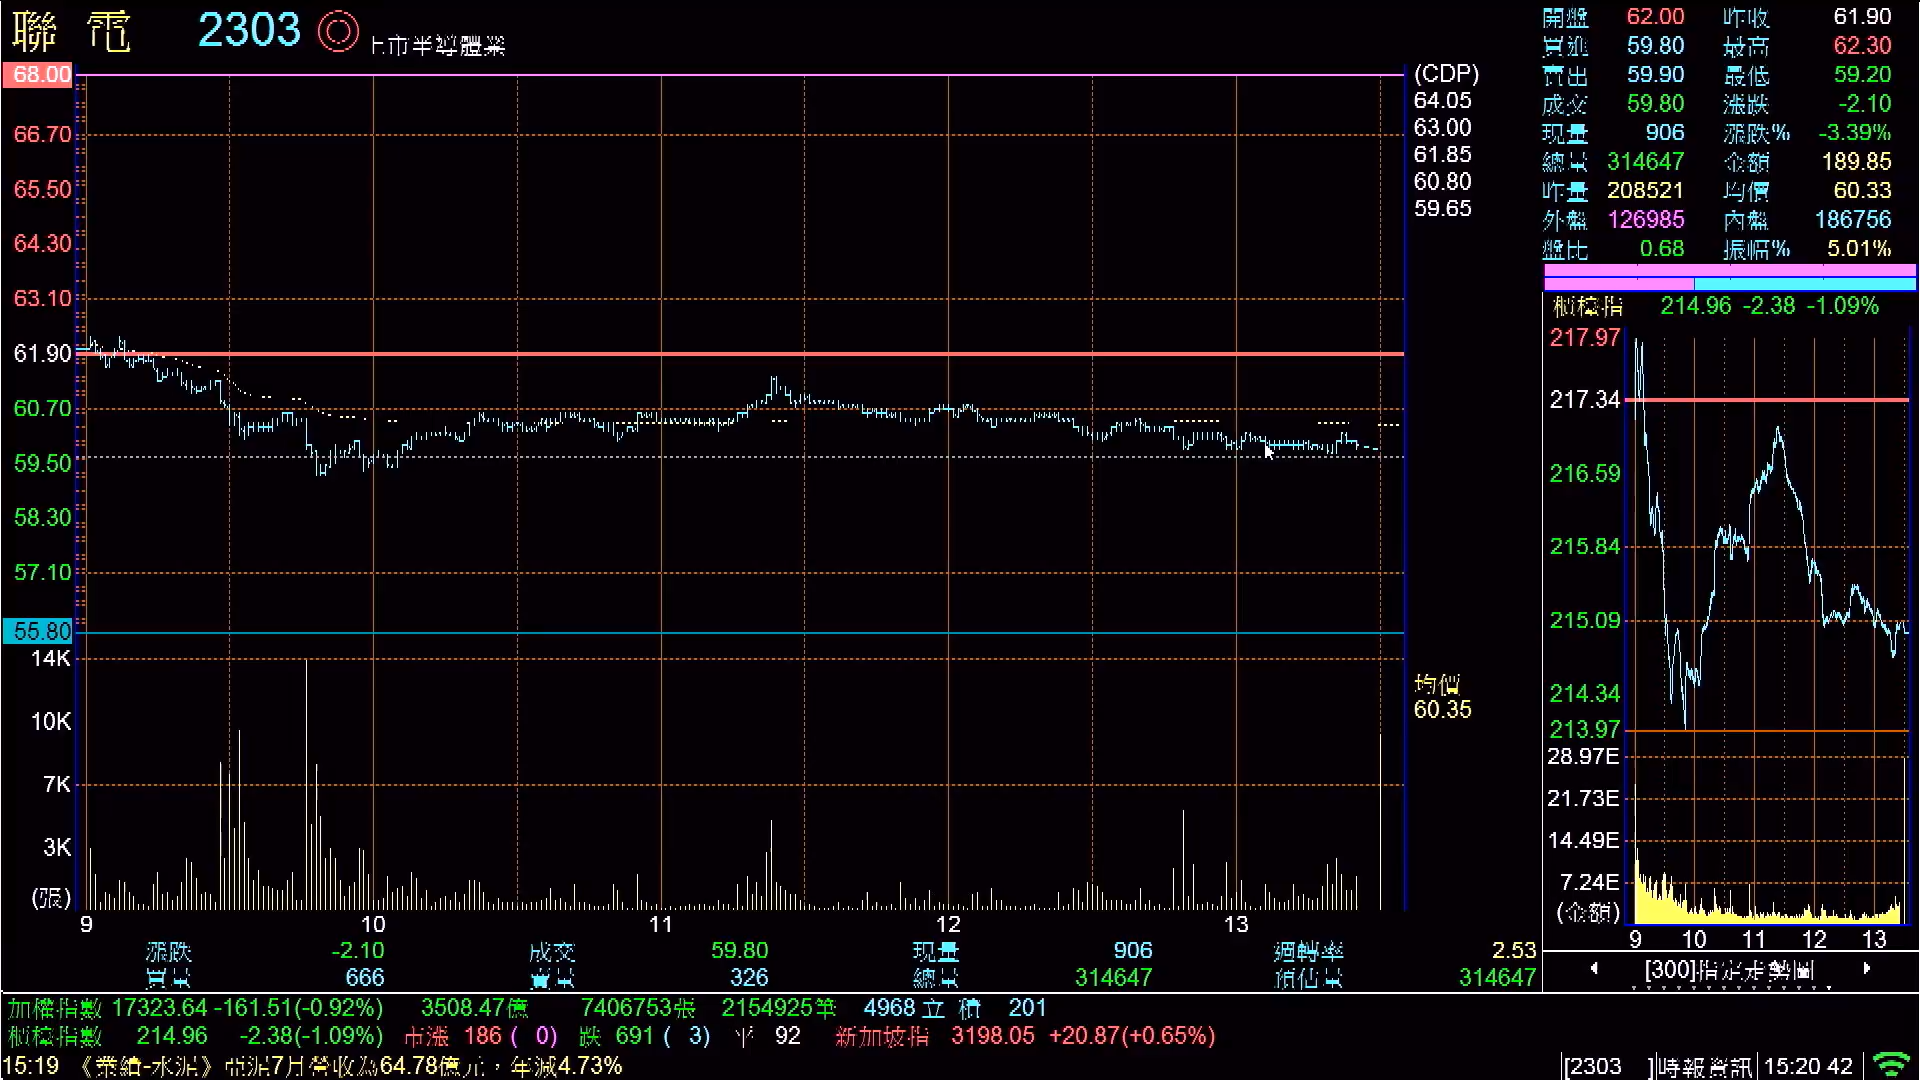 聯電 2303 上市半導體業
68.00
66.70
65.50
64.30
63.10
61.90
60.70
59.50
58.30
57.10
55.80
14K
10K
7K
3K
(張)
9 10 11 12 13
(CDP)
64.05
63.00
61.85
60.80
59.65
均價
60.35
開盤 62.00 昨收 61.90
買進 59.80 最高 62.30
賣出 59.90 最低 59.20
成交 59.80 漲跌 -2.10
現量 906 漲跌% -3.39%
總量 314647 金額 189.85
昨量 208521 均價 60.33
外盤 126985 內盤 186756
盤比 0.68 振幅% 5.01%
櫃檯指 214.96 -2.38 -1.09%
217.97
217.34
216.59
215.84
215.09
214.34
213.97
28.97E
21.73E
14.49E
7.24E
(金額)
9 10 11 12 13
[300]指定走勢圖
漲跌 -2.10 成交 59.80 現量 906 週轉率 2.53
買量 666 賣量 326 總量 314647 預估量 314647
加權指數 17323.64 -161.51(-0.92%) 3508.47億 7406753張 2154925筆 4968 立 積 201
櫃檯指數 214.96 -2.38(-1.09%) 市漲 186 ( 0) 跌 691 ( 3) 平 92 新加坡指 3198.05 +20.87(+0.65%)
15:19 《業績-水泥》亞泥7月營收為64.78億元，年減4.73%
[2303 ]時報資訊 15:20 42